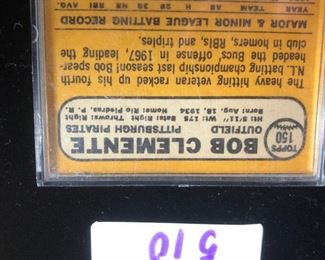 TOPPS
150
BOB CLEMENTE
OUTFIELD PITTSBURGH PIRATES
Ht: 5/11" Wt: 175 Bats: Right Throws: Right
Born: Aug. 18, 1934 Home: Rio Piedras, P. R.
The heavy hitting veteran racked his fourth
N.L. batting championship last season! Bob spear-
headed the Bucs' offense in 1967, leading the
club in homers, RBIs, and triples.
MAJOR & MINOR LEAGUE BATTING RECORD
YEAR TEAM AB R H 2B 3B HR RBI AVG.
510